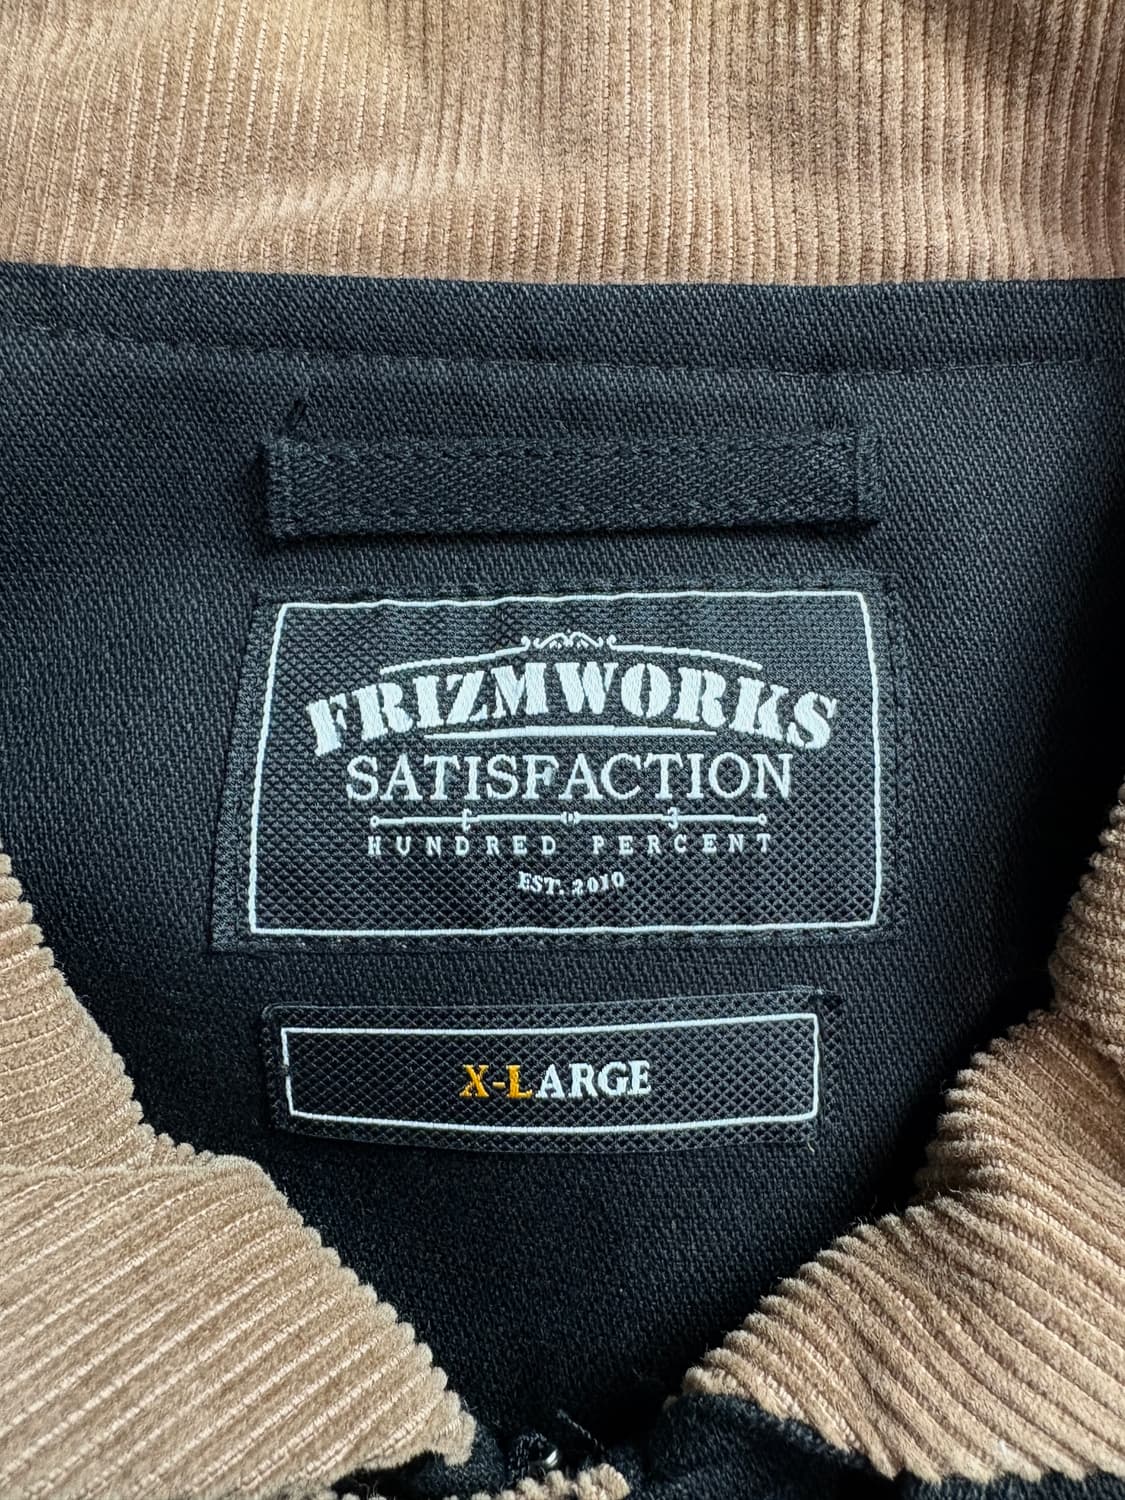 FRIZMWORKS
SATISFACTION
HUNDRED PERCENT
EST. 2010
X-LARGE